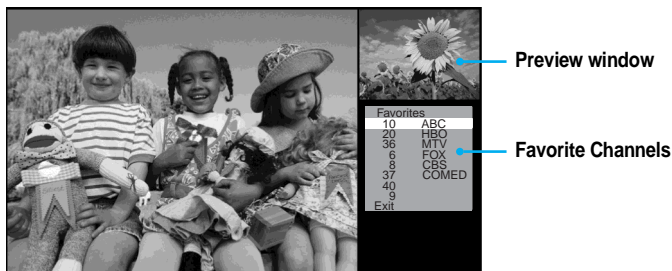 Preview window
Favorites
10 ABC
20 HBO
36 MTV
6 FOX
8 CBS
37 COMED
40
9
Exit
Favorite Channels